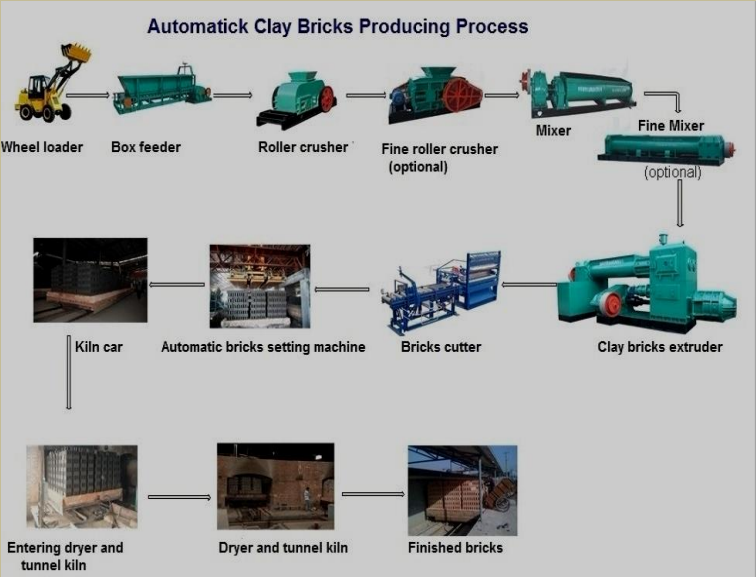 Automatick Clay Bricks Producing Process
Wheel loader
Box feeder
Roller crusher
Fine roller crusher
(optional)
Mixer
Fine Mixer
(optional)
Clay bricks extruder
Bricks cutter
Automatic bricks setting machine
Kiln car
Entering dryer and
tunnel kiln
Dryer and tunnel kiln
Finished bricks